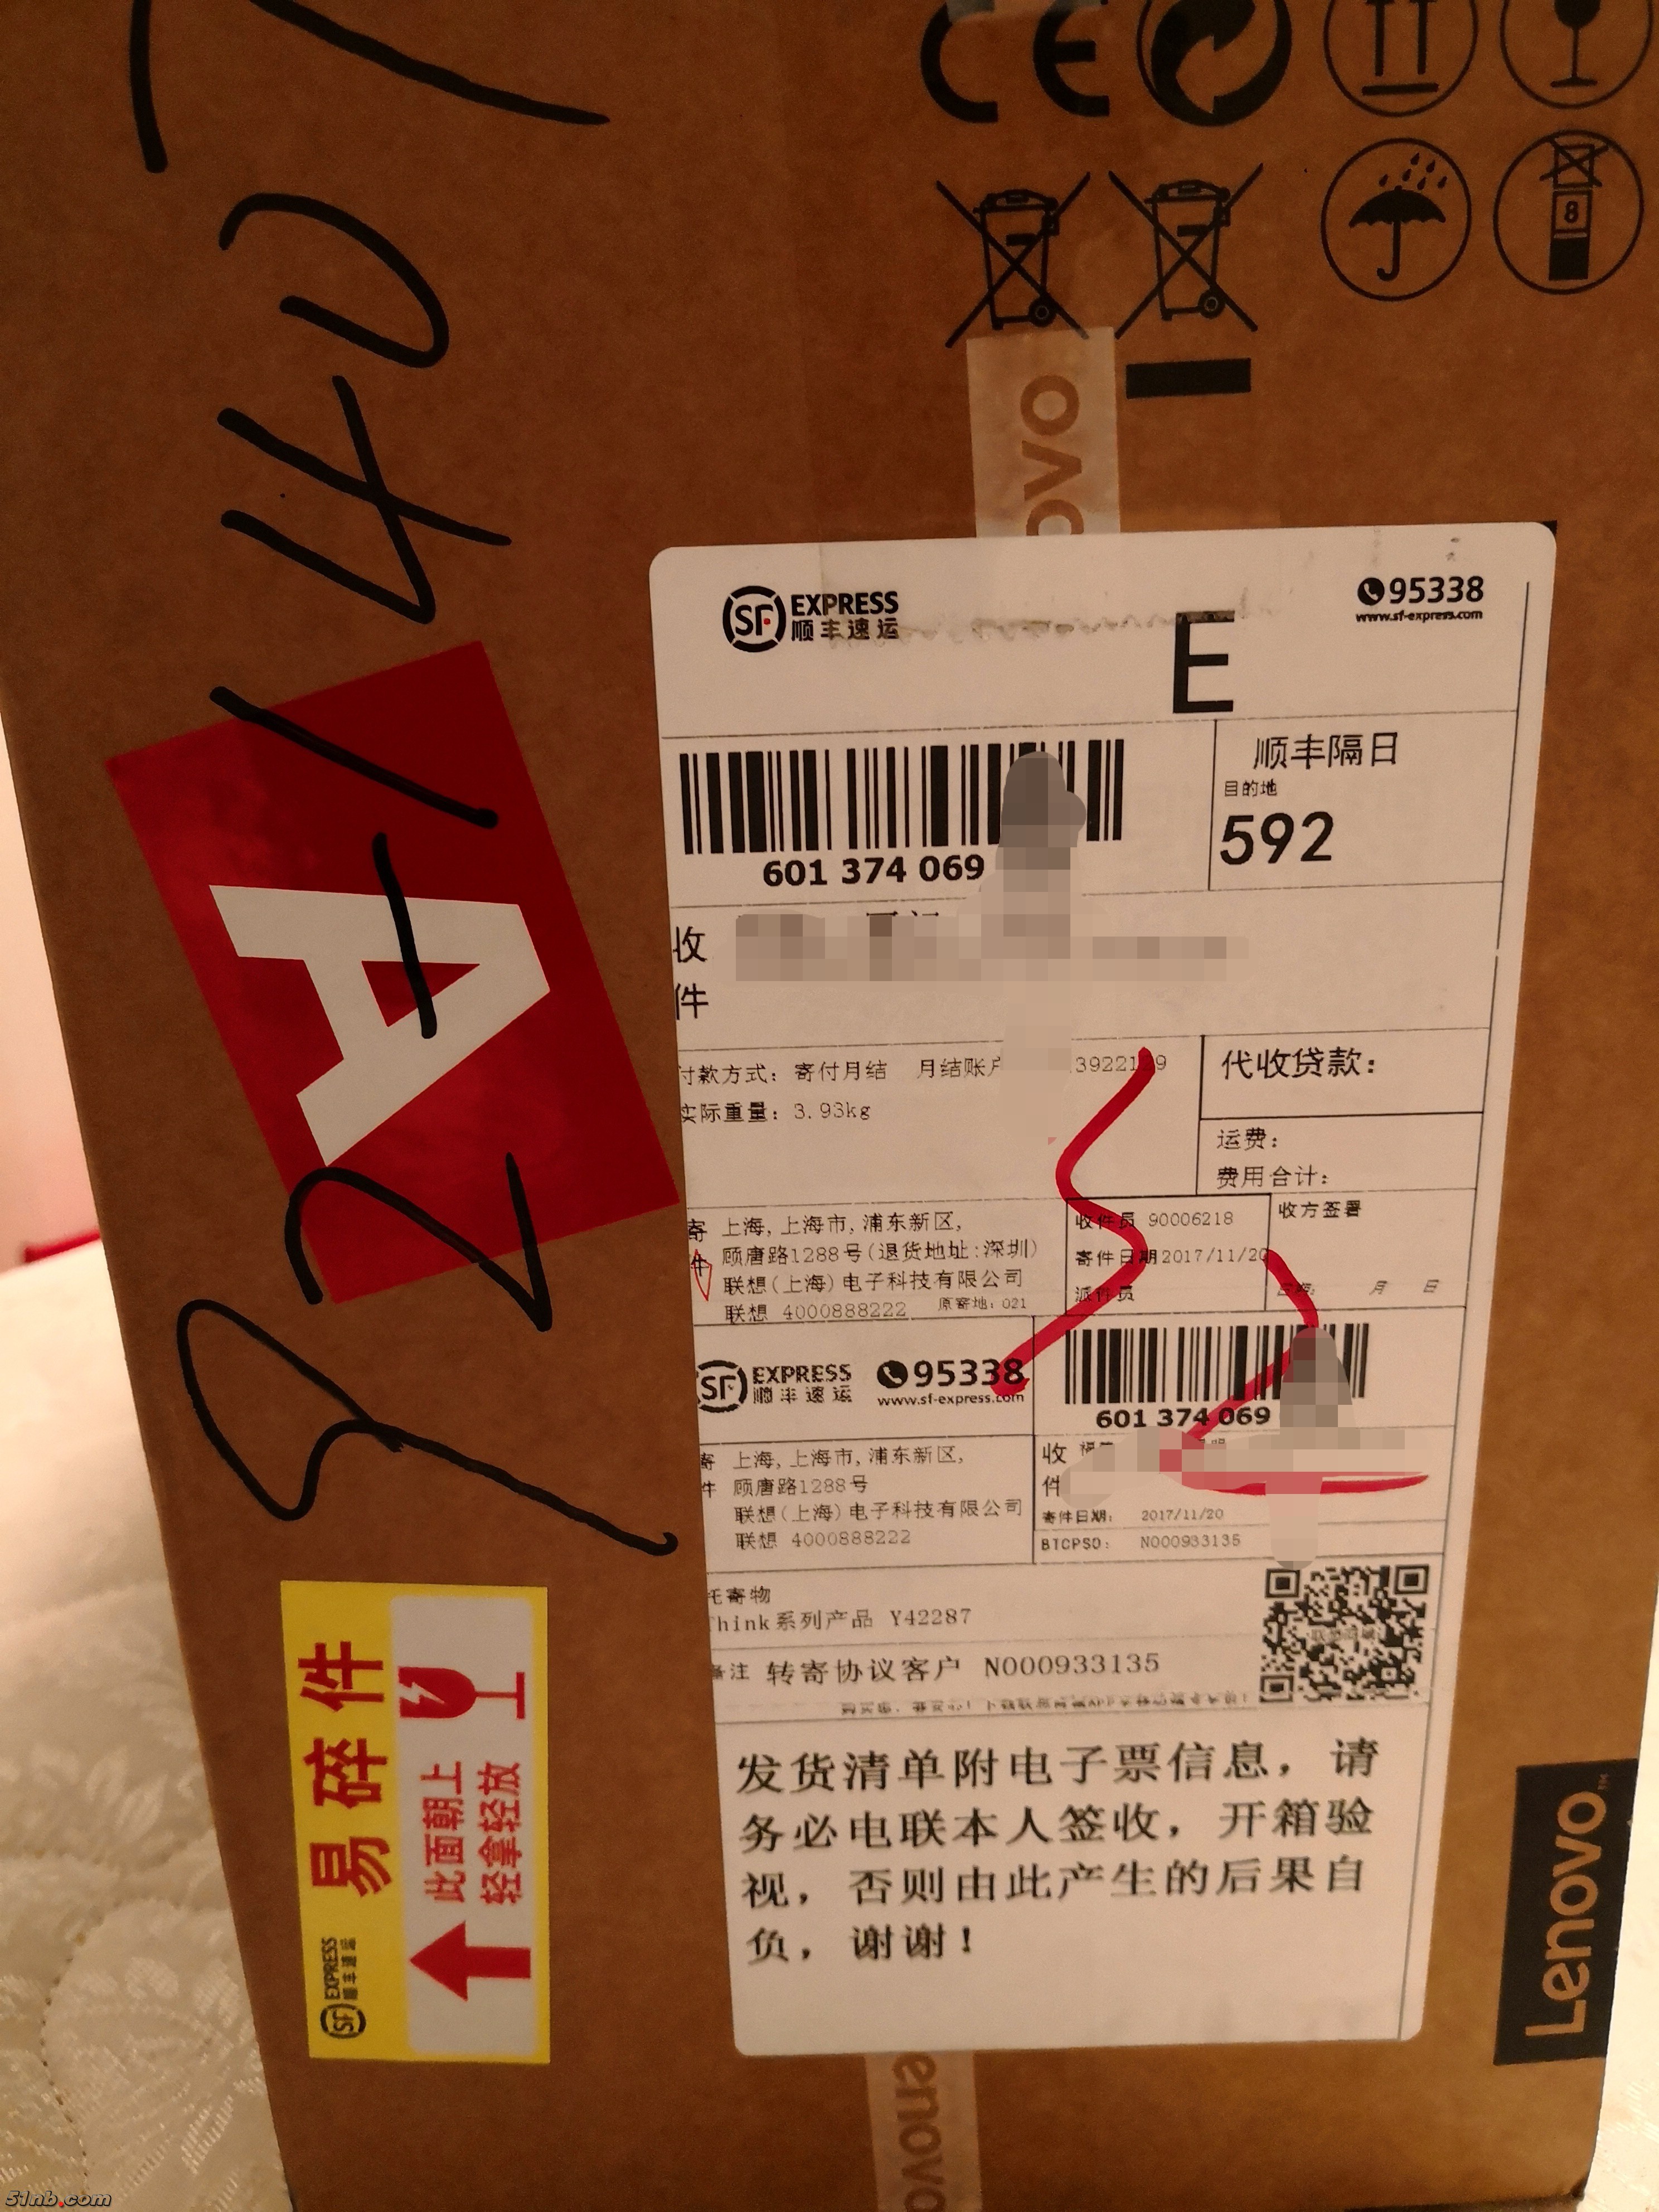 CE
8
Lenovo
SF EXPRESS
顺丰速运
95338
www.sf-express.com
E
顺丰隔日
目的地
592
601 374 069
收
件
付款方式: 寄付月结 月结账户
实际重量: 3.93kg
代收贷款:
运费:
费用合计:
寄 上海, 上海市, 浦东新区,
件 顾唐路1288号(退货地址:深圳)
联想(上海)电子科技有限公司
联想 4000888222 原寄地: 021
收件员 90006218
寄件日期2017/11/20
派件员
收方签署
日期: 月 日
SF EXPRESS
顺丰速运
95338
www.sf-express.com
601 374 069
寄 上海, 上海市, 浦东新区,
件 顾唐路1288号
联想(上海)电子科技有限公司
联想 4000888222
收
件
寄件日期: 2017/11/20
BTCPSD: N000933135
托寄物
Think系列产品 Y42287
备注 转寄协议客户 N000933135
发货清单附电子票信息, 请
务必电联本人签收, 开箱验
视, 否则由此产生的后果自
负, 谢谢!
A
易碎件
此面朝上
轻拿轻放
SF EXPRESS
顺丰速运
Lenovo™
Lenovo
51nb.com